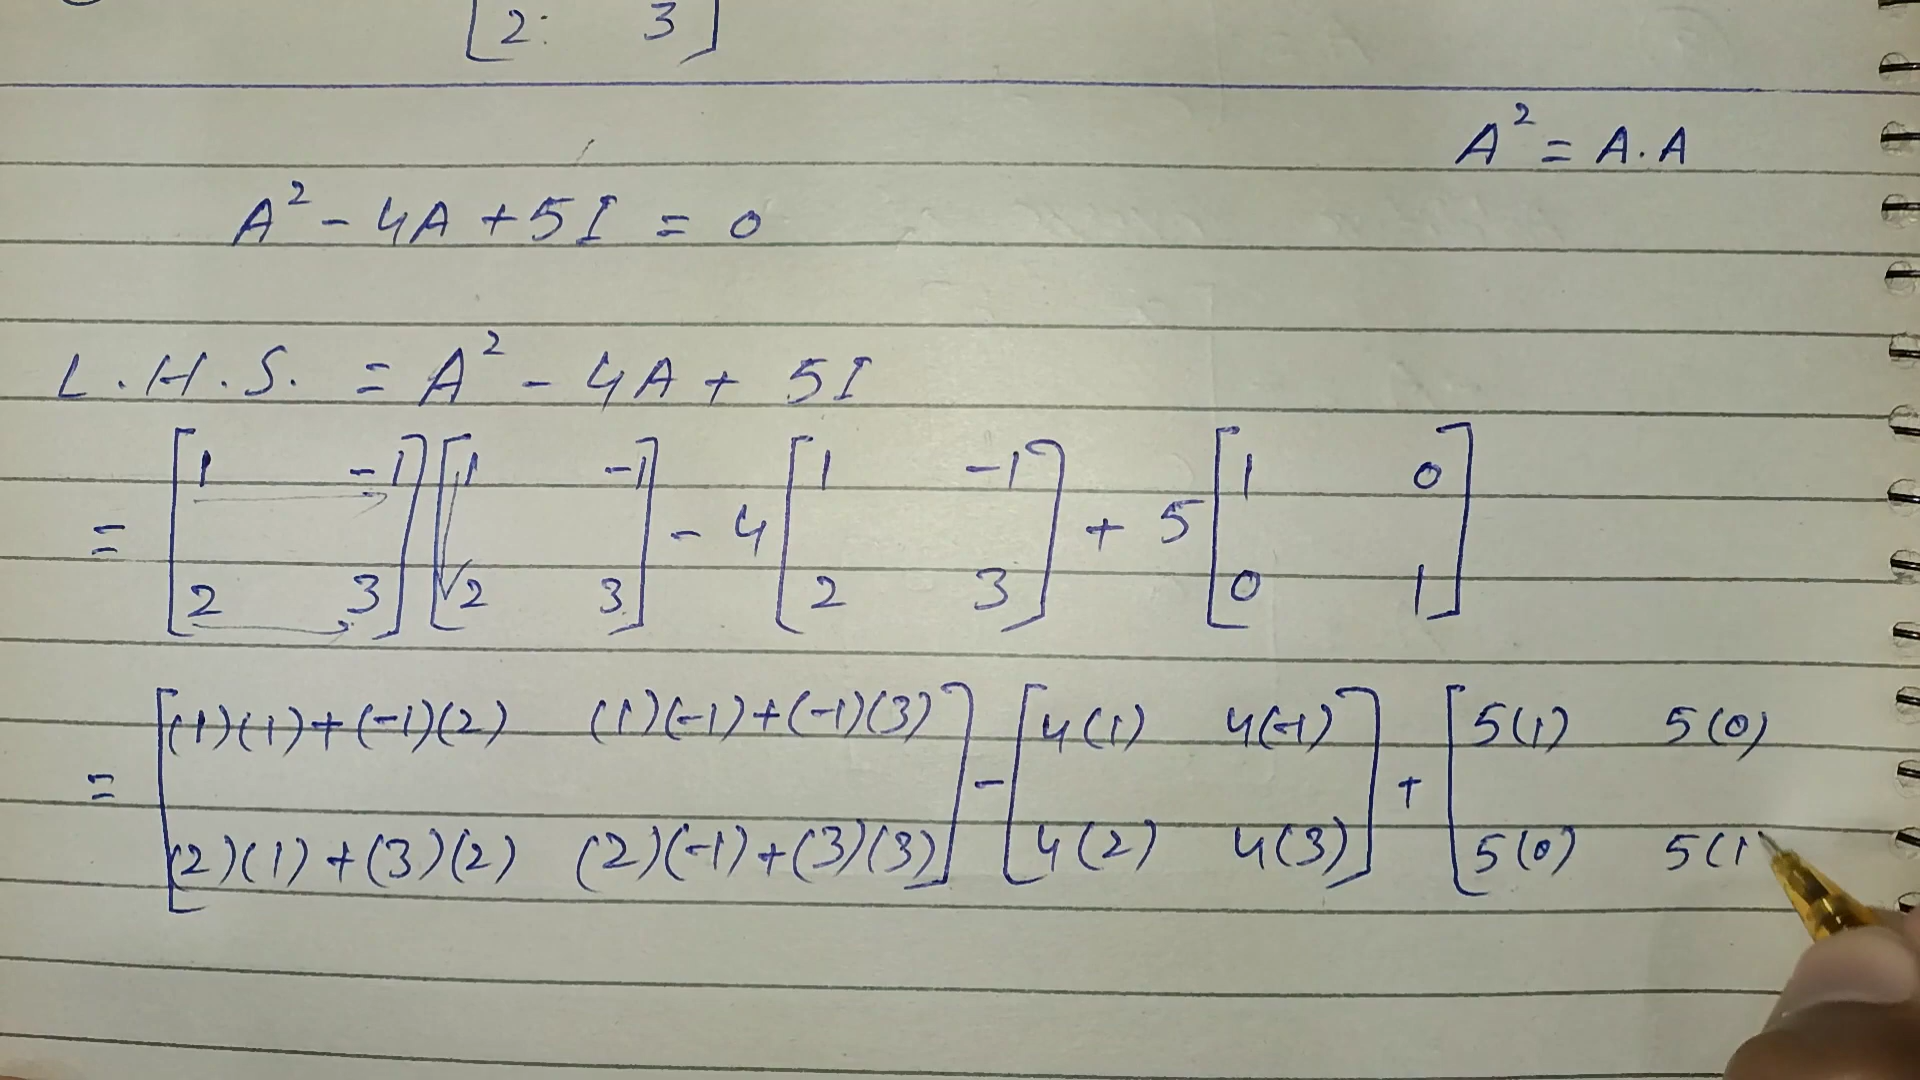 [2: 3]
A² = A.A
A² - 4A + 5I = 0
L.H.S. = A² - 4A + 5I
= [1 -1] [1 -1] - 4 [1 -1] + 5 [1 0]
[2 3] [2 3] [2 3] [0 1]
= [(1)(1)+(-1)(2) (1)(-1)+(-1)(3)] - [4(1) 4(-1)] + [5(1) 5(0)
[(2)(1)+(3)(2) (2)(-1)+(3)(3)] [4(2) 4(3)] [5(0) 5(1